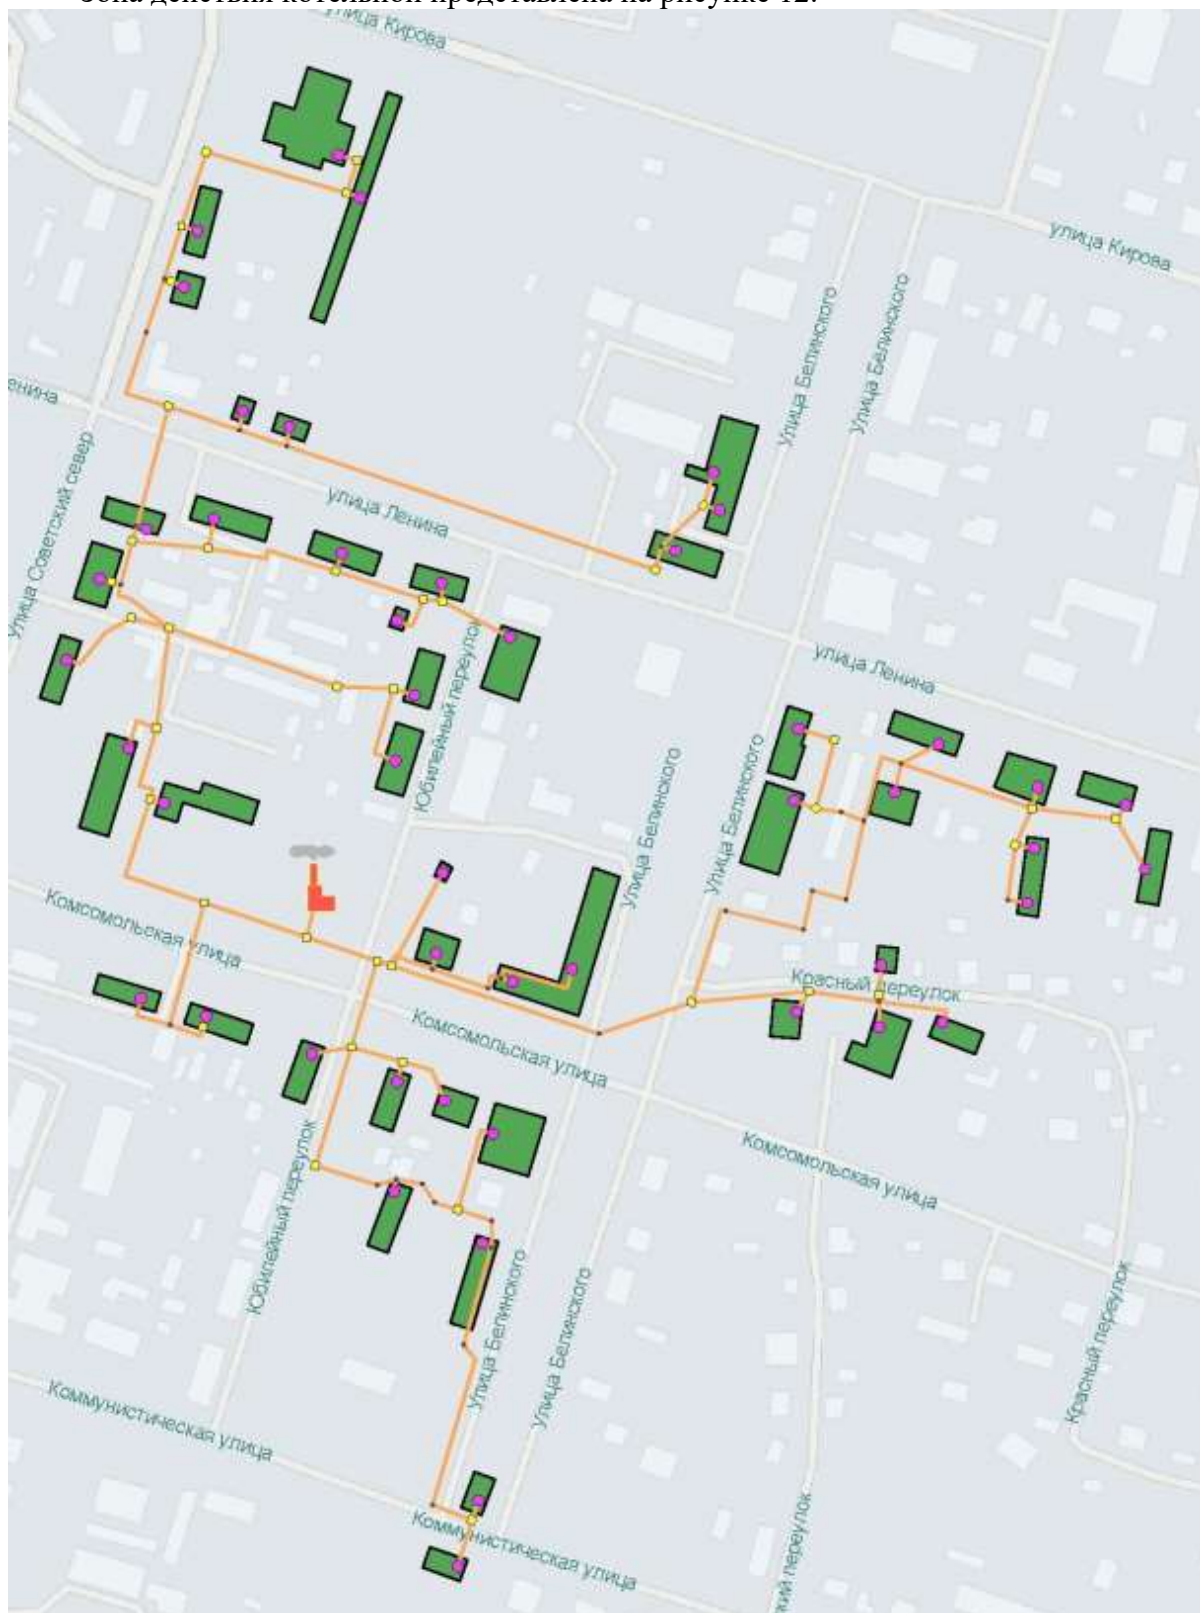 Зона действия котельной представлена на рисунке 12.
улица Кирова
улица Кирова
Улица Белинского
Улица Белинского
улица Ленина
Улица Советский север
улица Ленина
Юбилейный переулок
улица Ленина
Улица Белинского
Улица Белинского
Комсомольская улица
Красный переулок
Комсомольская улица
Комсомольская улица
Юбилейный переулок
Улица Белинского
Улица Белинского
Красный переулок
Коммунистическая улица
Коммунистическая улица